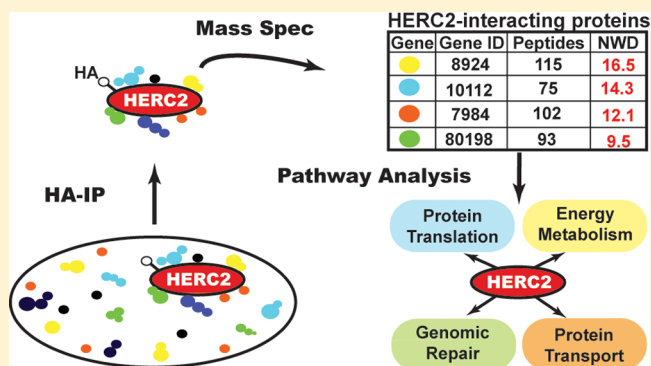 Mass Spec
HA
HERC2
HA-IP
HERC2
HERC2-interacting proteins
Gene Gene ID Peptides NWD
8924 115 16.5
10112 75 14.3
7984 102 12.1
80198 93 9.5
Pathway Analysis
Protein
Translation
Energy
Metabolism
HERC2
Genomic
Repair
Protein
Transport